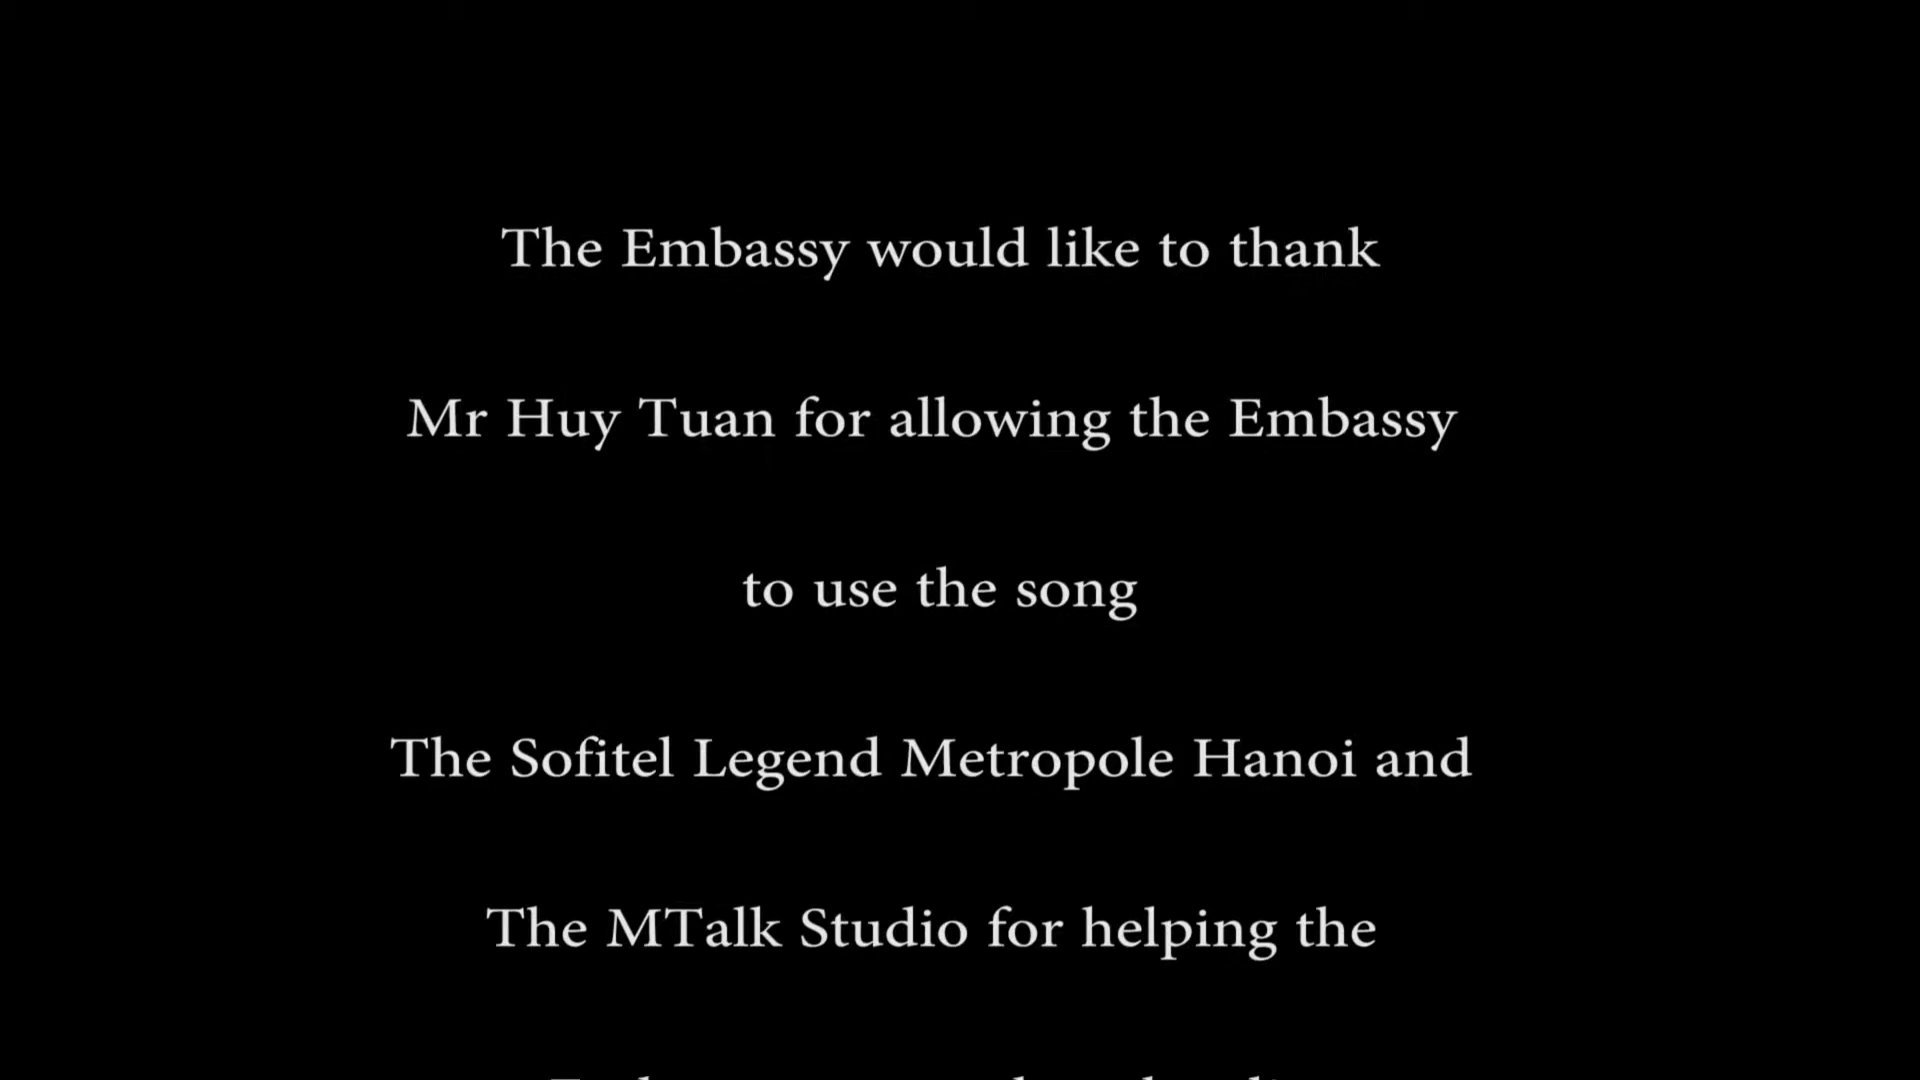 The Embassy would like to thank
Mr Huy Tuan for allowing the Embassy
to use the song
The Sofitel Legend Metropole Hanoi and
The MTalk Studio for helping the